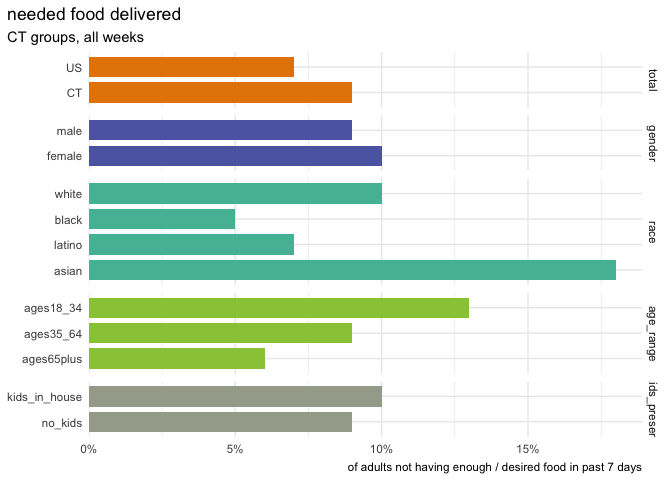 needed food delivered
CT groups, all weeks
US
CT
total
male
female
gender
white
black
latino
asian
race
ages18_34
ages35_64
ages65plus
age_range
kids_in_house
no_kids
ids_preser
0%
5%
10%
15%
of adults not having enough / desired food in past 7 days